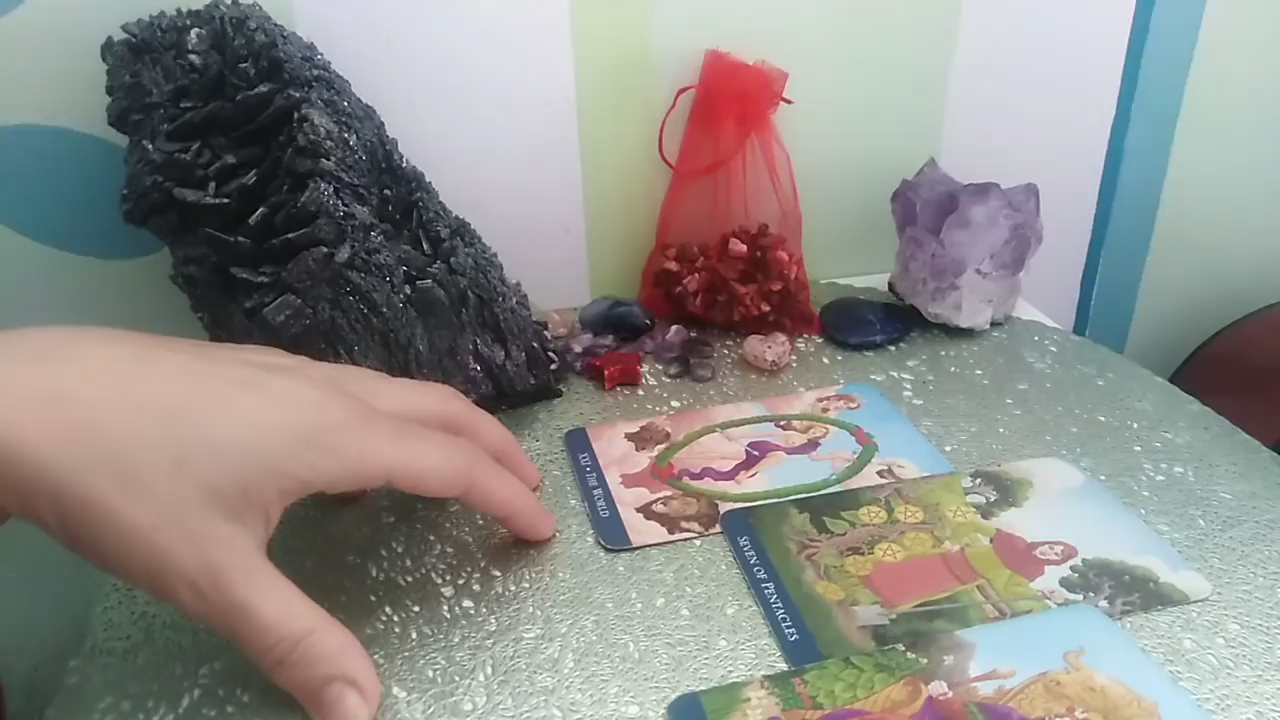 XXI • THE WORLD
SEVEN OF PENTACLES